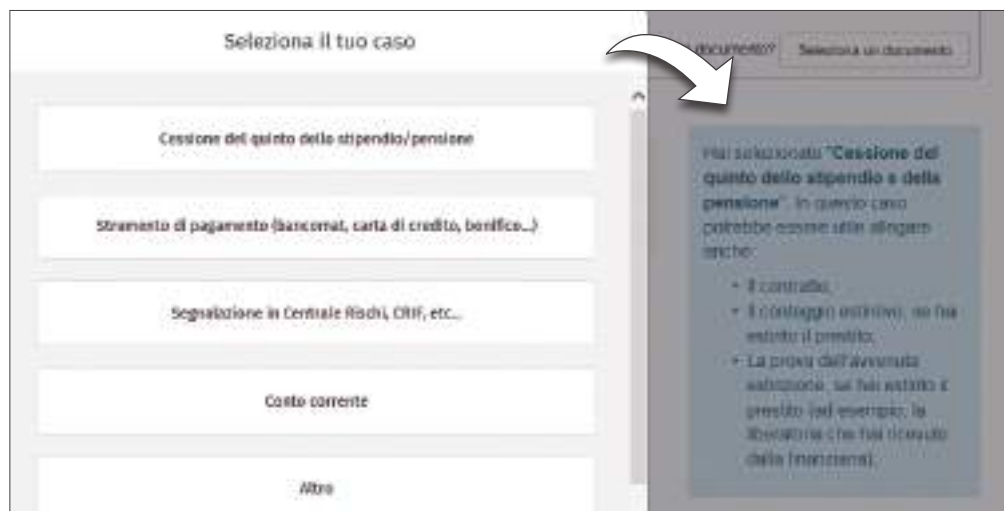 Seleziona il tuo caso
Cessione del quinto dello stipendio/pensione
Strumento di pagamento (bancomat, carta di credito, bonifico...)
Segnalazione in Centrale Rischi, CRIF, etc...
Conto corrente
Altro
documento? Seleziona un documento
Hai selezionato "Cessione del
quinto dello stipendio e della
pensione". In questo caso
potrebbe essere utile allegare
anche:
• Il contratto;
• Il conteggio estintivo, se hai
estinto il prestito;
• La prova dell'avvenuta
estinzione, se hai estinto il
prestito (ad esempio, la
liberatoria che hai ricevuto
dalla finanziaria).